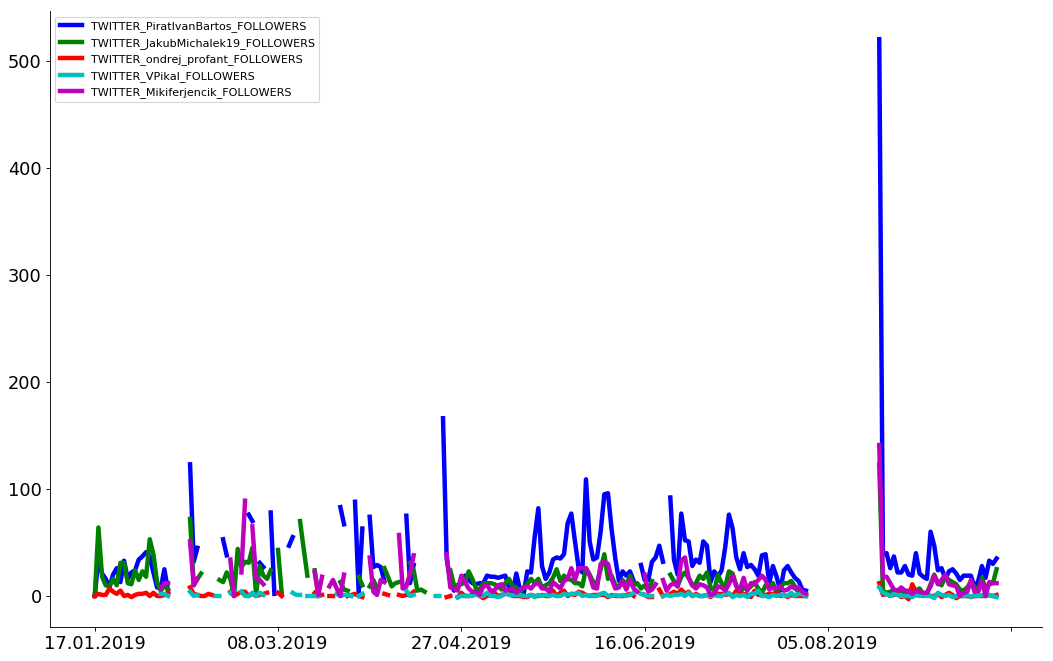 TWITTER_PiratIvanBartos_FOLLOWERS
TWITTER_JakubMichalek19_FOLLOWERS
TWITTER_ondrej_profant_FOLLOWERS
TWITTER_VPikal_FOLLOWERS
TWITTER_Mikiferjencik_FOLLOWERS
500
400
300
200
100
0
17.01.2019 08.03.2019 27.04.2019 16.06.2019 05.08.2019